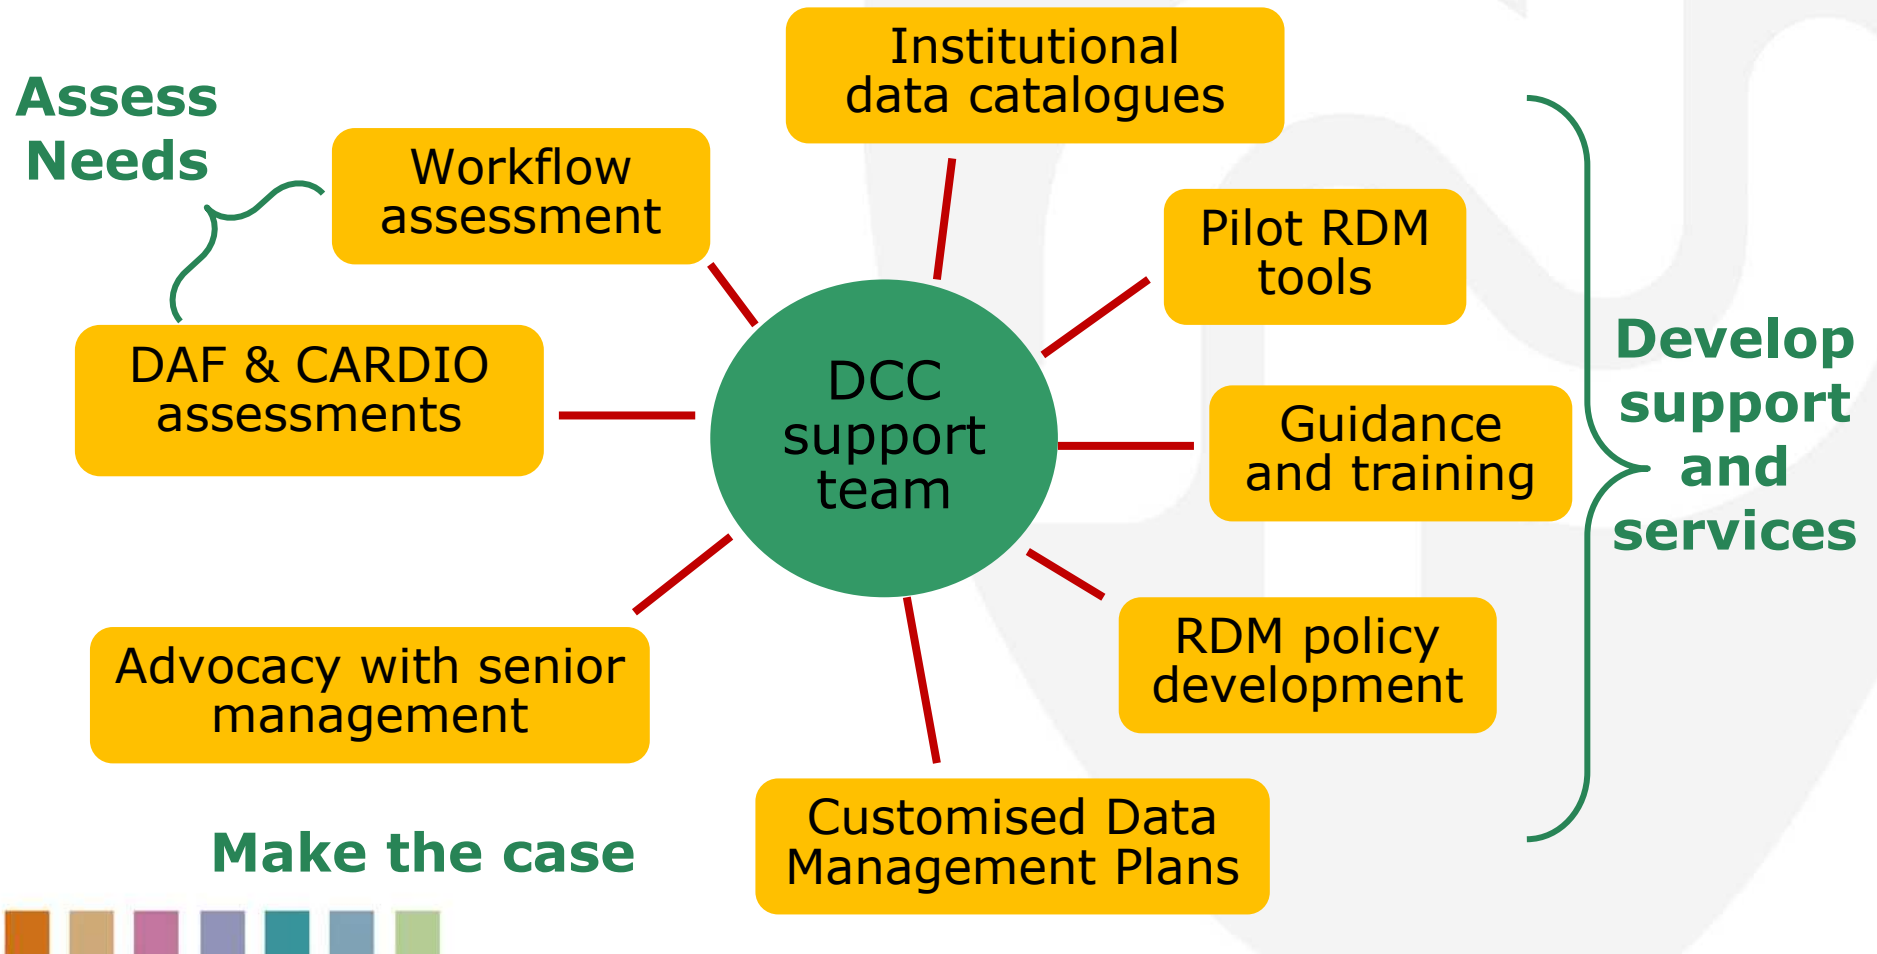 Assess
Needs
Workflow
assessment
DAF & CARDIO
assessments
Advocacy with senior
management
Make the case
DCC
support
team
Institutional
data catalogues
Pilot RDM
tools
Guidance
and training
RDM policy
development
Customised Data
Management Plans
Develop
support
and
services